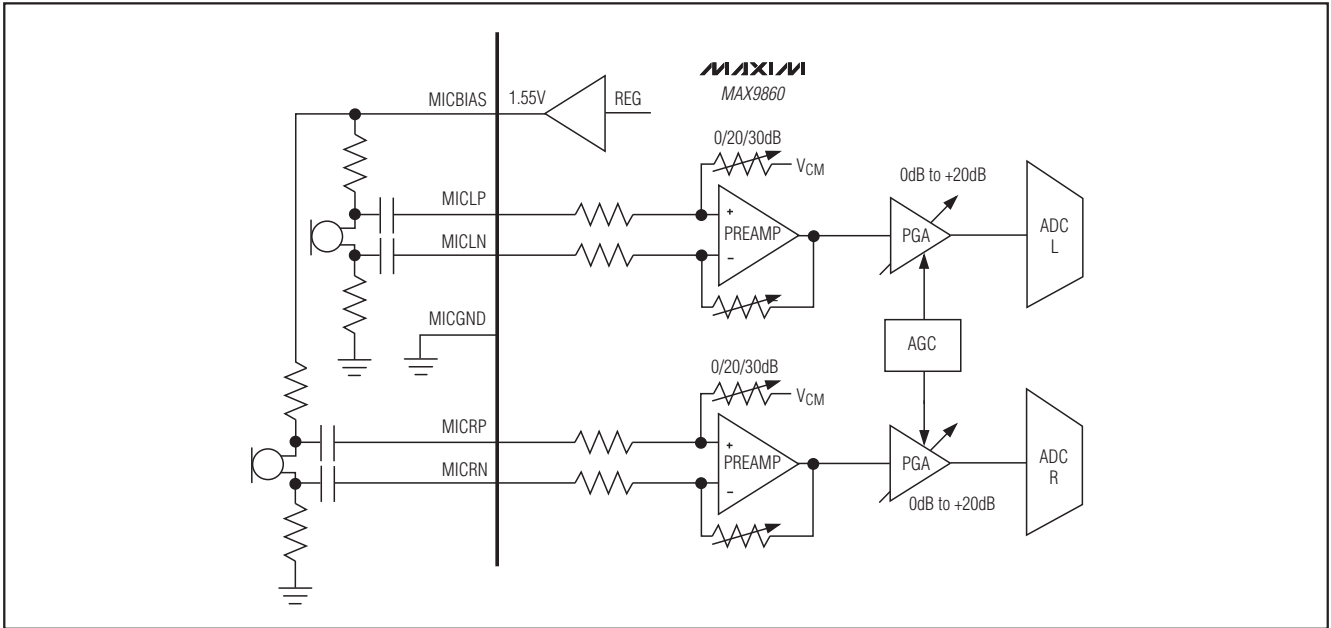 MAXIM
MAX9860
MICBIAS
1.55V
REG
0/20/30dB
VCM
0dB to +20dB
MICLP
MICLN
+
PREAMP
−
PGA
ADC
L
MICGND
AGC
0/20/30dB
VCM
MICRP
MICRN
+
PREAMP
−
PGA
0dB to +20dB
ADC
R